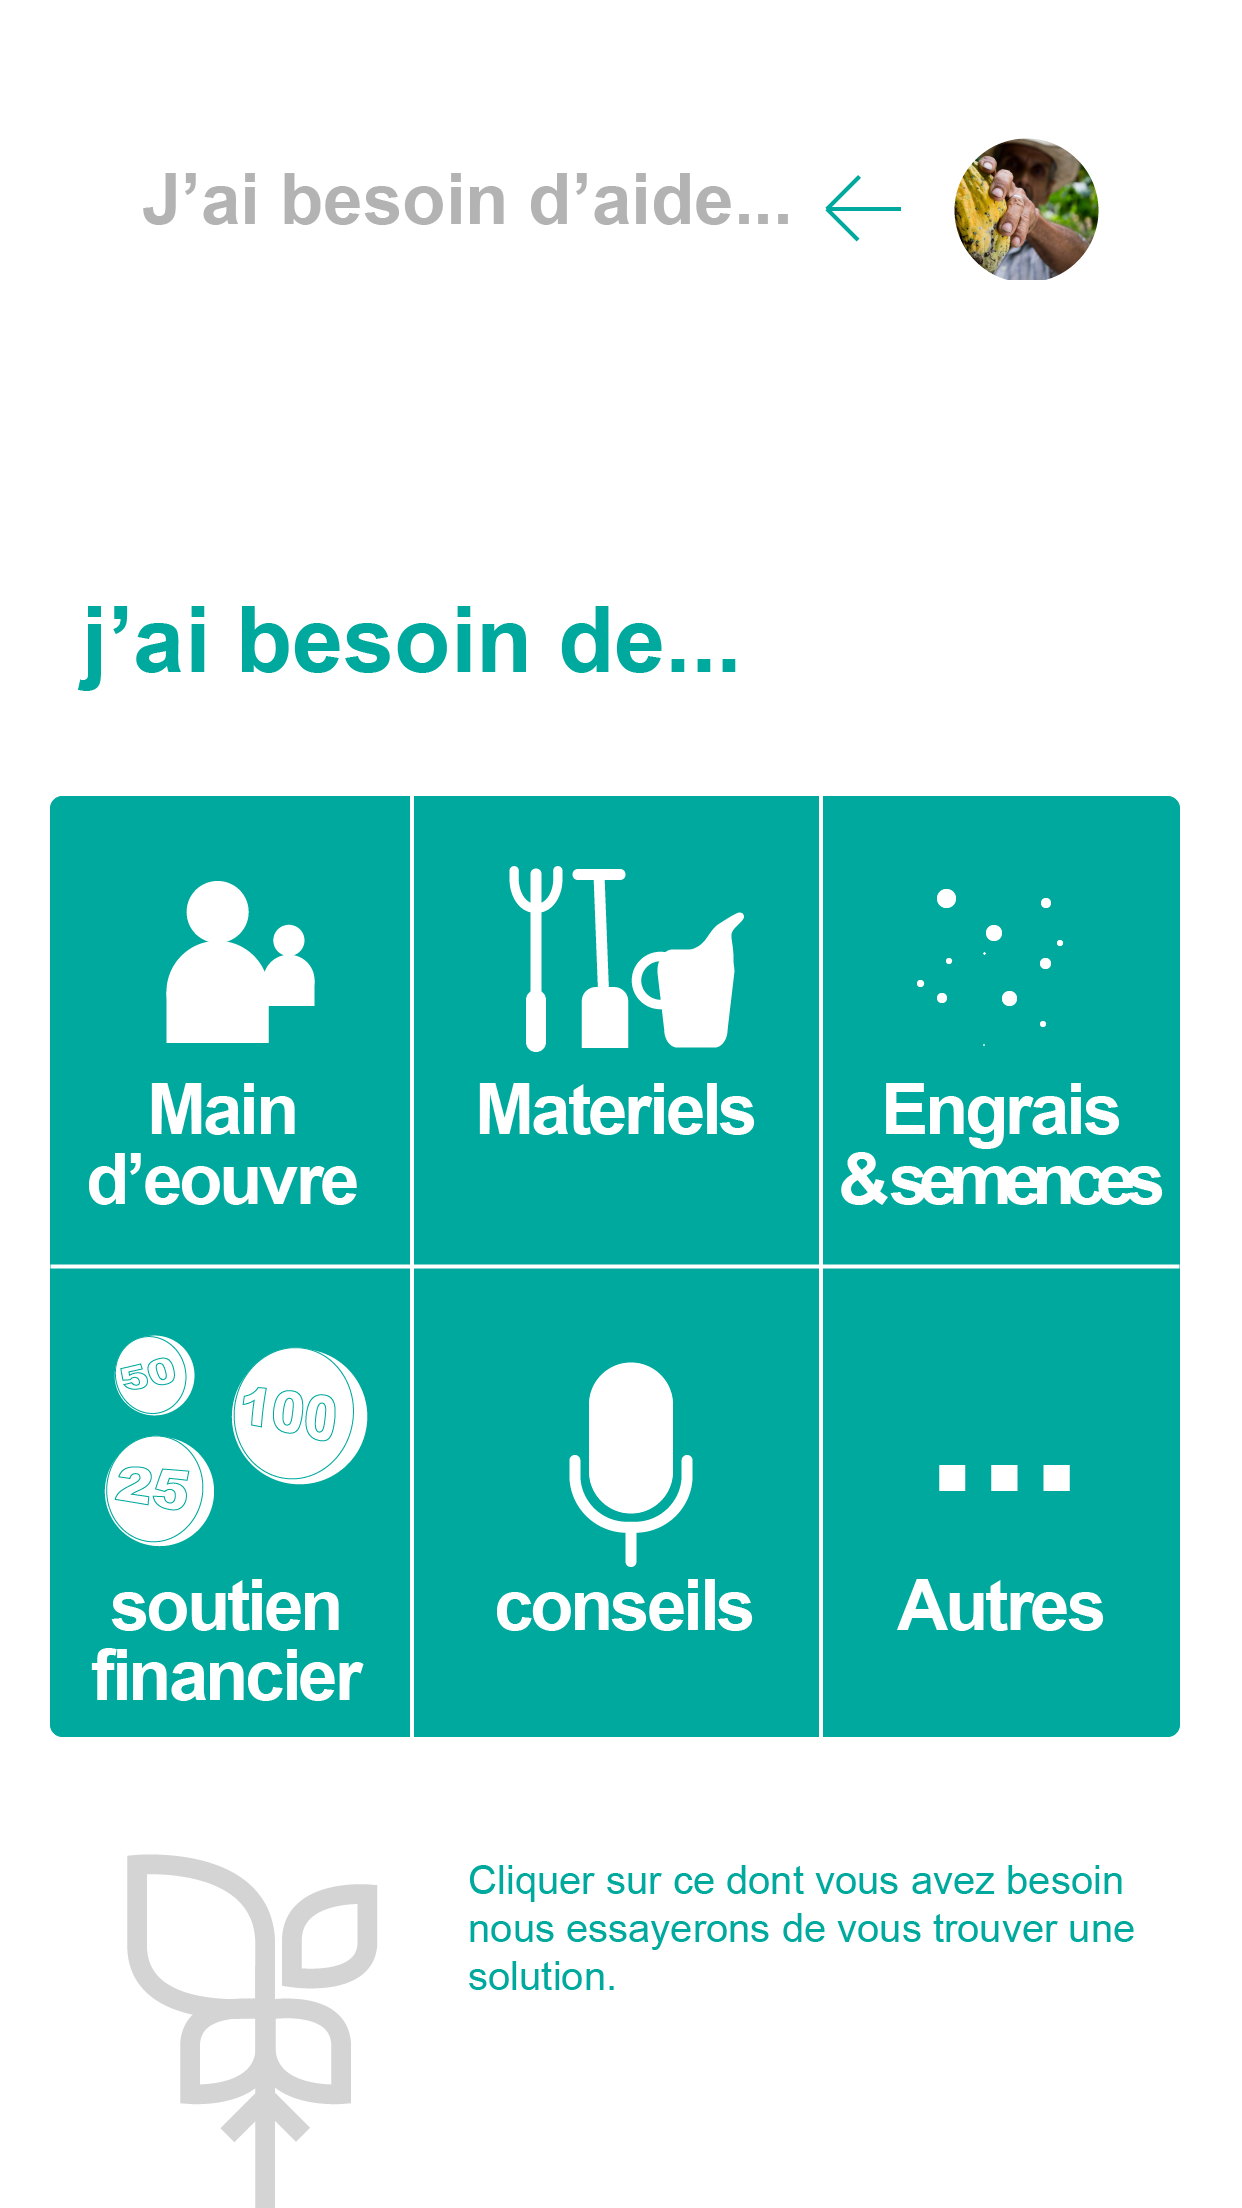 J’ai besoin d’aide...
j’ai besoin de...
Main
d’eouvre
Materiels
Engrais
&semences
50
100
25
soutien
financier
conseils
Autres
Cliquer sur ce dont vous avez besoin
nous essayerons de vous trouver une
solution.